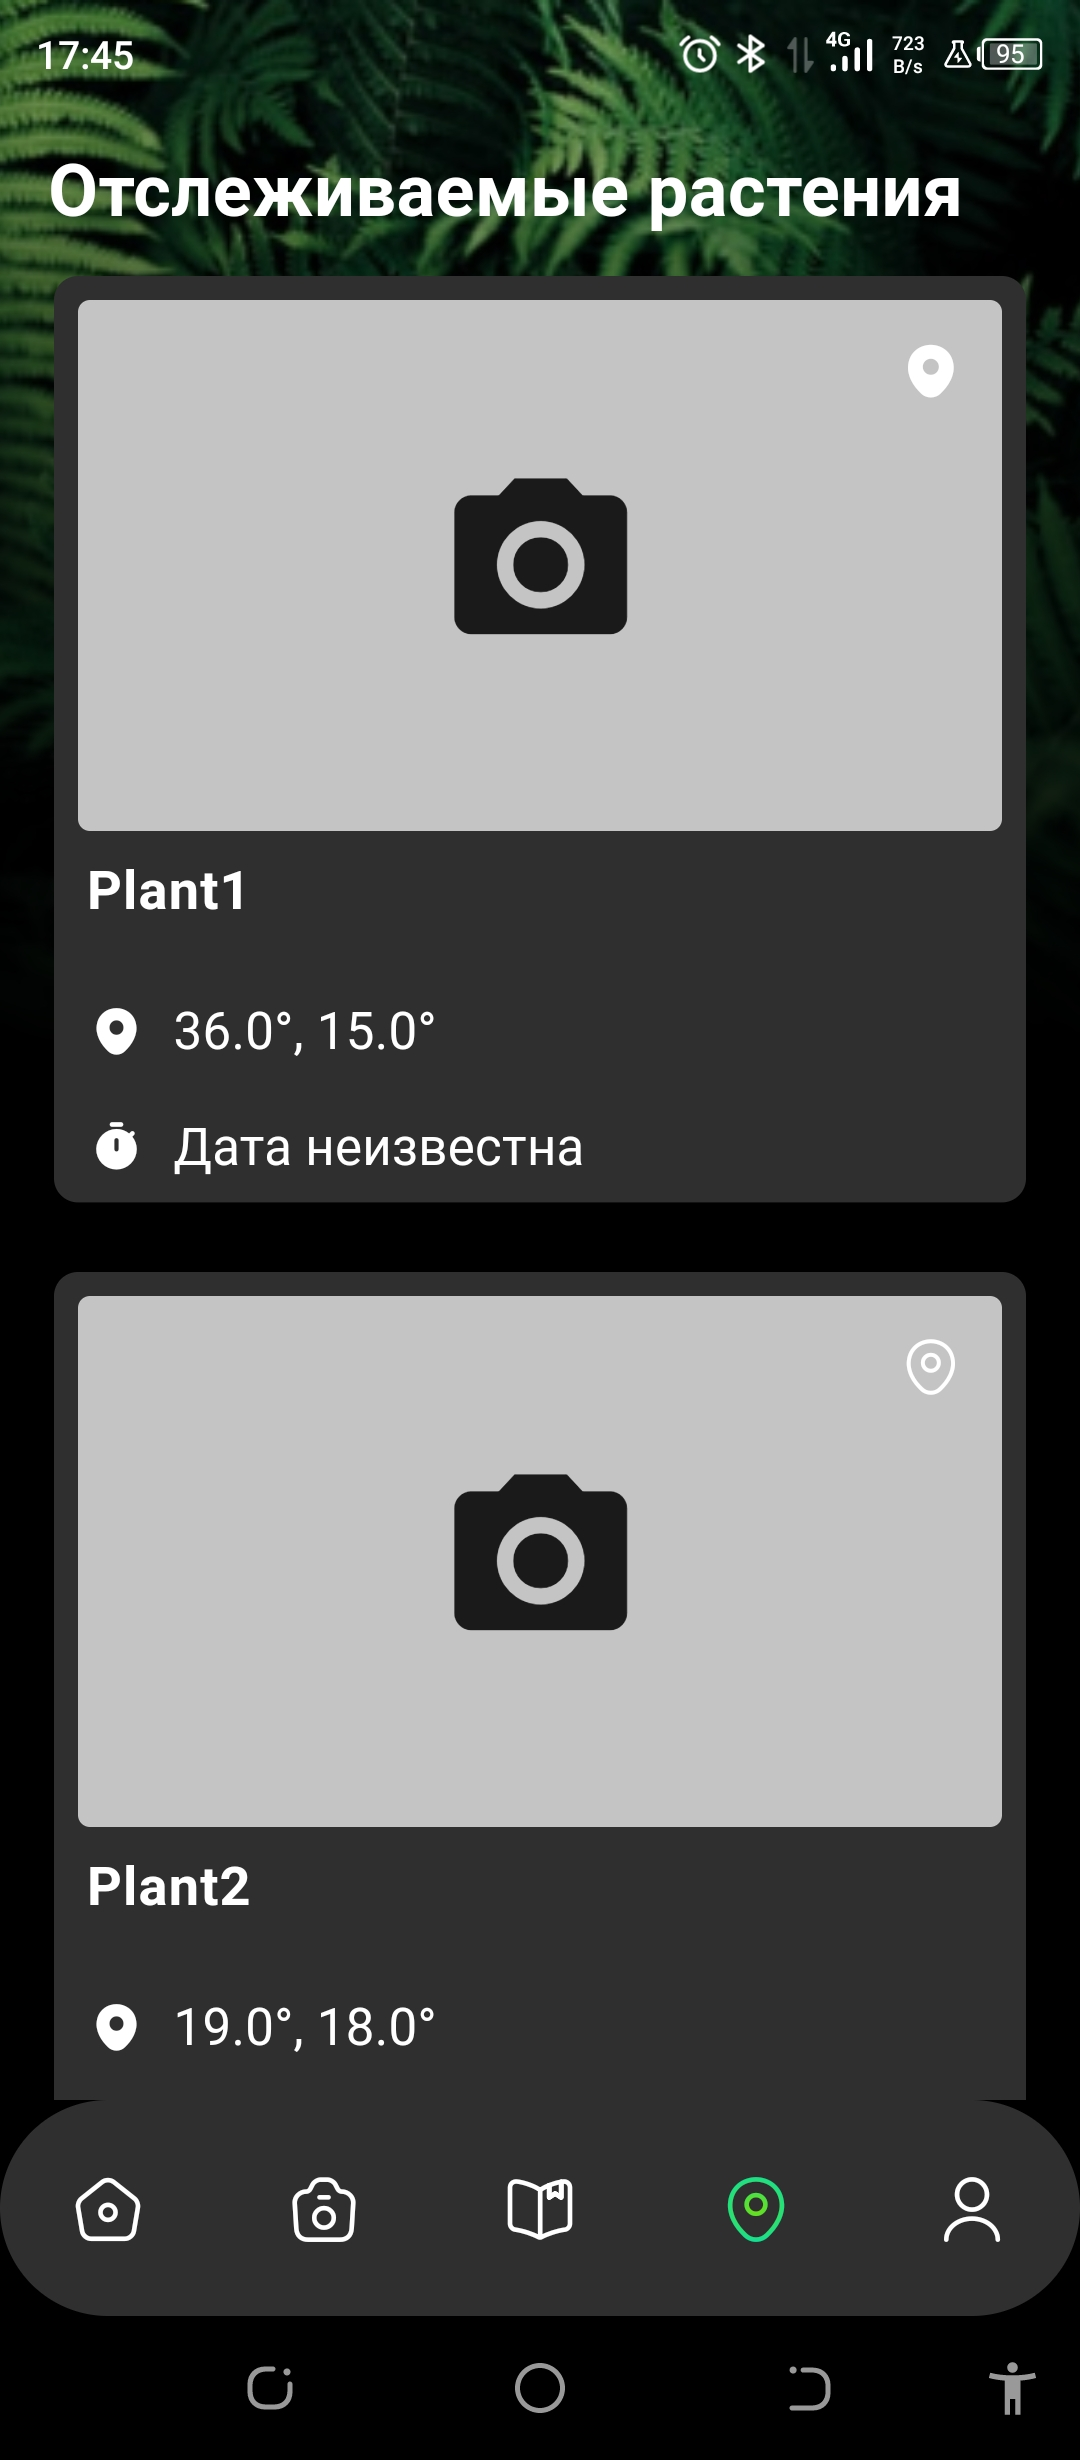 17:45 4G 723 B/s 95
Отслеживаемые растения
Plant1
36.0°, 15.0°
Дата неизвестна
Plant2
19.0°, 18.0°